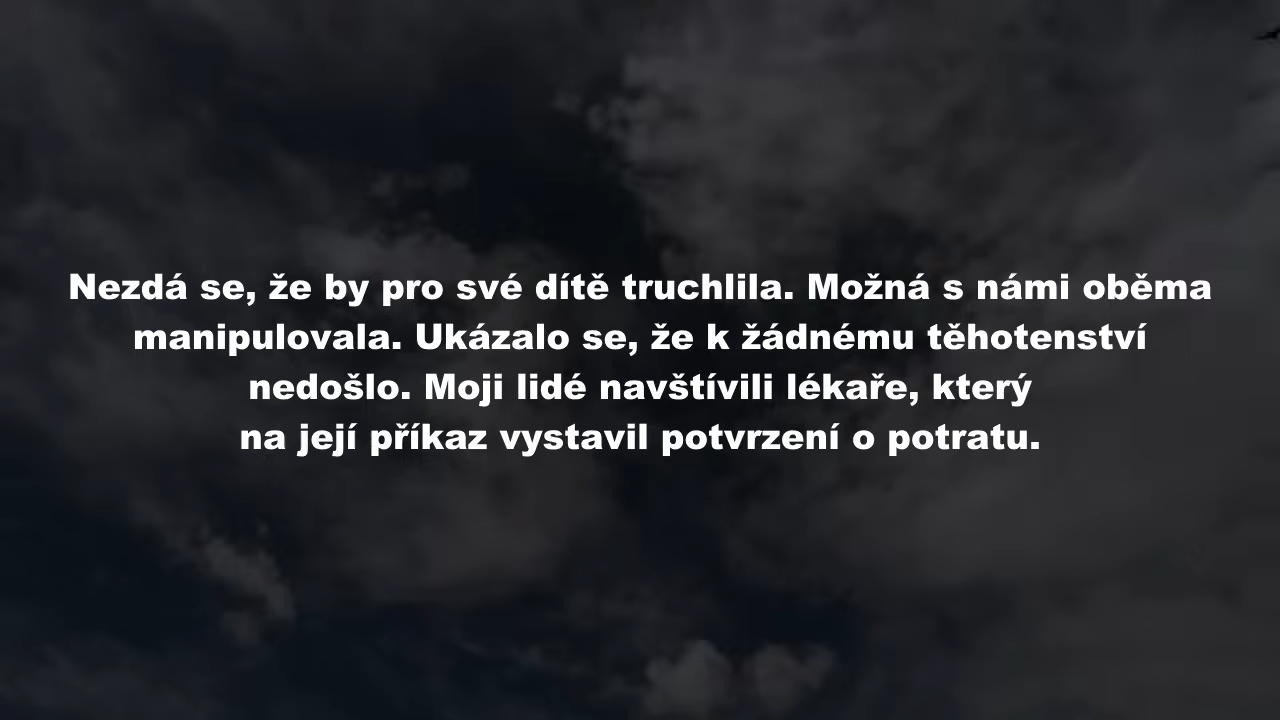 Nezdá se, že by pro své dítě truchlila. Možná s námi oběma
manipulovala. Ukázalo se, že k žádnému těhotenství
nedošlo. Moji lidé navštívili lékaře, který
na její příkaz vystavil potvrzení o potratu.